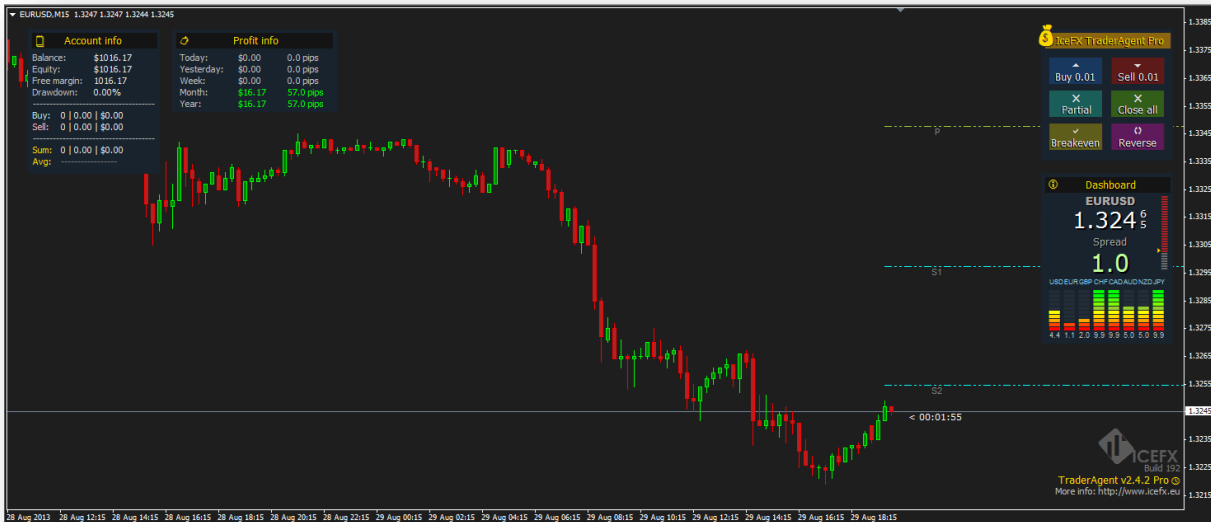 EURUSD,M15 1.3247 1.3247 1.3244 1.3245
Account info
Balance: $1016.17
Equity: $1016.17
Free margin: 1016.17
Drawdown: 0.00%
Buy: 0 | 0.00 | $0.00
Sell: 0 | 0.00 | $0.00
Sum: 0 | 0.00 | $0.00
Avg: ----------------
Profit info
Today: $0.00 0.0 pips
Yesterday: $0.00 0.0 pips
Week: $0.00 0.0 pips
Month: $16.17 57.0 pips
Year: $16.17 57.0 pips
IceFX TraderAgent Pro
Buy 0.01 Sell 0.01
Partial Close all
Breakeven Reverse
Dashboard
EURUSD
1.324 6 5
Spread
1.0
USD EUR GBP CHF CAD AUD NZD JPY
4.4 1.1 2.0 9.9 9.9 5.0 5.0 9.9
P
S1
S2
< 00:01:55
ICEFX
Build 192
TraderAgent v2.4.2 Pro
More info: http://www.icefx.eu
1.3385
1.3375
1.3365
1.3355
1.3345
1.3335
1.3325
1.3315
1.3305
1.3295
1.3285
1.3275
1.3265
1.3255
1.3245
1.3235
1.3225
1.3215
28 Aug 2013 28 Aug 12:15 28 Aug 14:15 28 Aug 16:15 28 Aug 18:15 28 Aug 20:15 28 Aug 22:15 29 Aug 00:15 29 Aug 02:15 29 Aug 04:15 29 Aug 06:15 29 Aug 08:15 29 Aug 10:15 29 Aug 12:15 29 Aug 14:15 29 Aug 16:15 29 Aug 18:15